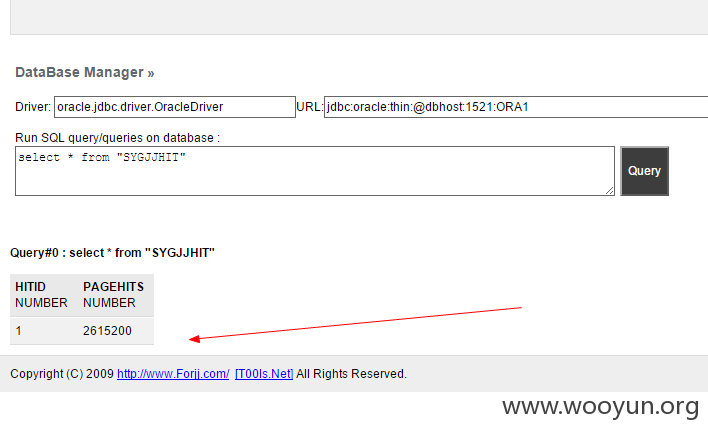 DataBase Manager »
Driver: oracle.jdbc.driver.OracleDriver URL: jdbc:oracle:thin:@dbhost:1521:ORA1
Run SQL query/queries on database :
select * from "SYGJJHIT"
Query
Query#0 : select * from "SYGJJHIT"
HITID PAGEHITS
NUMBER NUMBER
1 2615200
Copyright (C) 2009 http://www.Forjj.com/ [T00ls.Net] All Rights Reserved.
www.wooyun.org